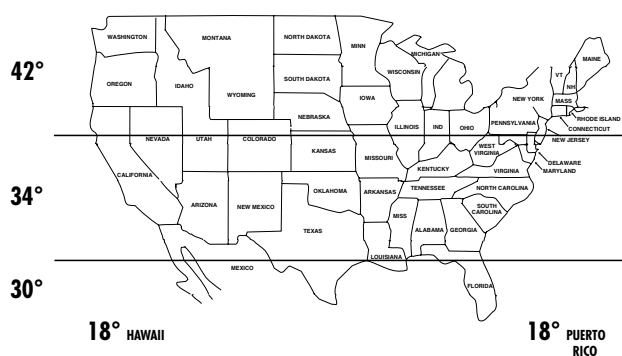 WASHINGTON
MONTANA
NORTH DAKOTA
MINN
MICHIGAN
MAINE
42°
OREGON
IDAHO
WYOMING
SOUTH DAKOTA
WISCONSIN
VT
NH
NEW YORK
MASS
IOWA
NEBRASKA
RHODE ISLAND
CONNECTICUT
NEVADA
UTAH
COLORADO
ILLINOIS
IND
OHIO
PENNSYLVANIA
NEW JERSEY
KANSAS
MISSOURI
WEST
VIRGINIA
DELAWARE
MARYLAND
CALIFORNIA
KENTUCKY
VIRGINIA
34°
ARIZONA
NEW MEXICO
OKLAHOMA
ARKANSAS
TENNESSEE
NORTH CAROLINA
SOUTH
CAROLINA
TEXAS
MISS
ALABAMA
GEORGIA
LOUISIANA
MEXICO
30°
FLORIDA
18° HAWAII
18° PUERTO
RICO